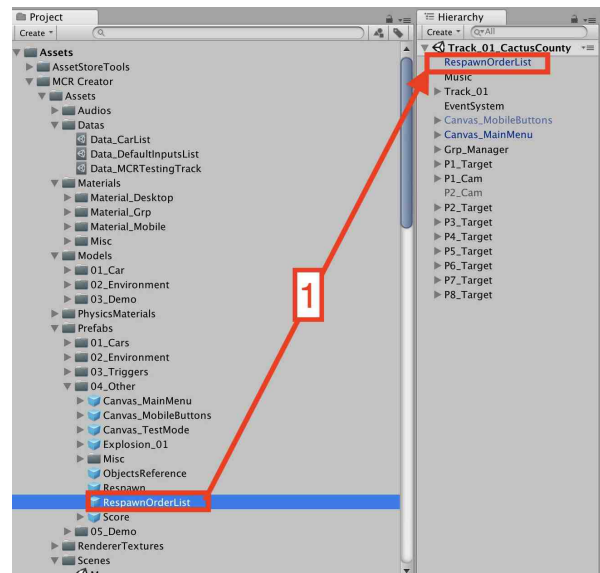 Project
Create
Assets
AssetStoreTools
MCR Creator
Assets
Audios
Datas
Data_CarList
Data_DefaultInputsList
Data_MCRTestingTrack
Materials
Material_Desktop
Material_Grp
Material_Mobile
Misc
Models
01_Car
02_Environment
03_Demo
PhysicsMaterials
Prefabs
01_Cars
02_Environment
03_Triggers
04_Other
Canvas_MainMenu
Canvas_MobileButtons
Canvas_TestMode
Explosion_01
Misc
ObjectsReference
Respawn
RespawnOrderList
Score
05_Demo
RendererTextures
Scenes
1
Hierarchy
Create All
Track_01_CactusCounty
RespawnOrderList
Music
Track_01
EventSystem
Canvas_MobileButtons
Canvas_MainMenu
Grp_Manager
P1_Target
P1_Cam
P2_Cam
P2_Target
P3_Target
P4_Target
P5_Target
P6_Target
P7_Target
P8_Target